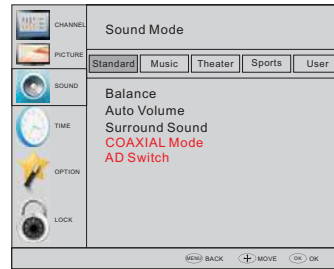 CHANNEL
PICTURE
SOUND
TIME
OPTION
LOCK
Sound Mode
Standard Music Theater Sports User
Balance
Auto Volume
Surround Sound
COAXIAL Mode
AD Switch
MENU BACK MOVE OK OK